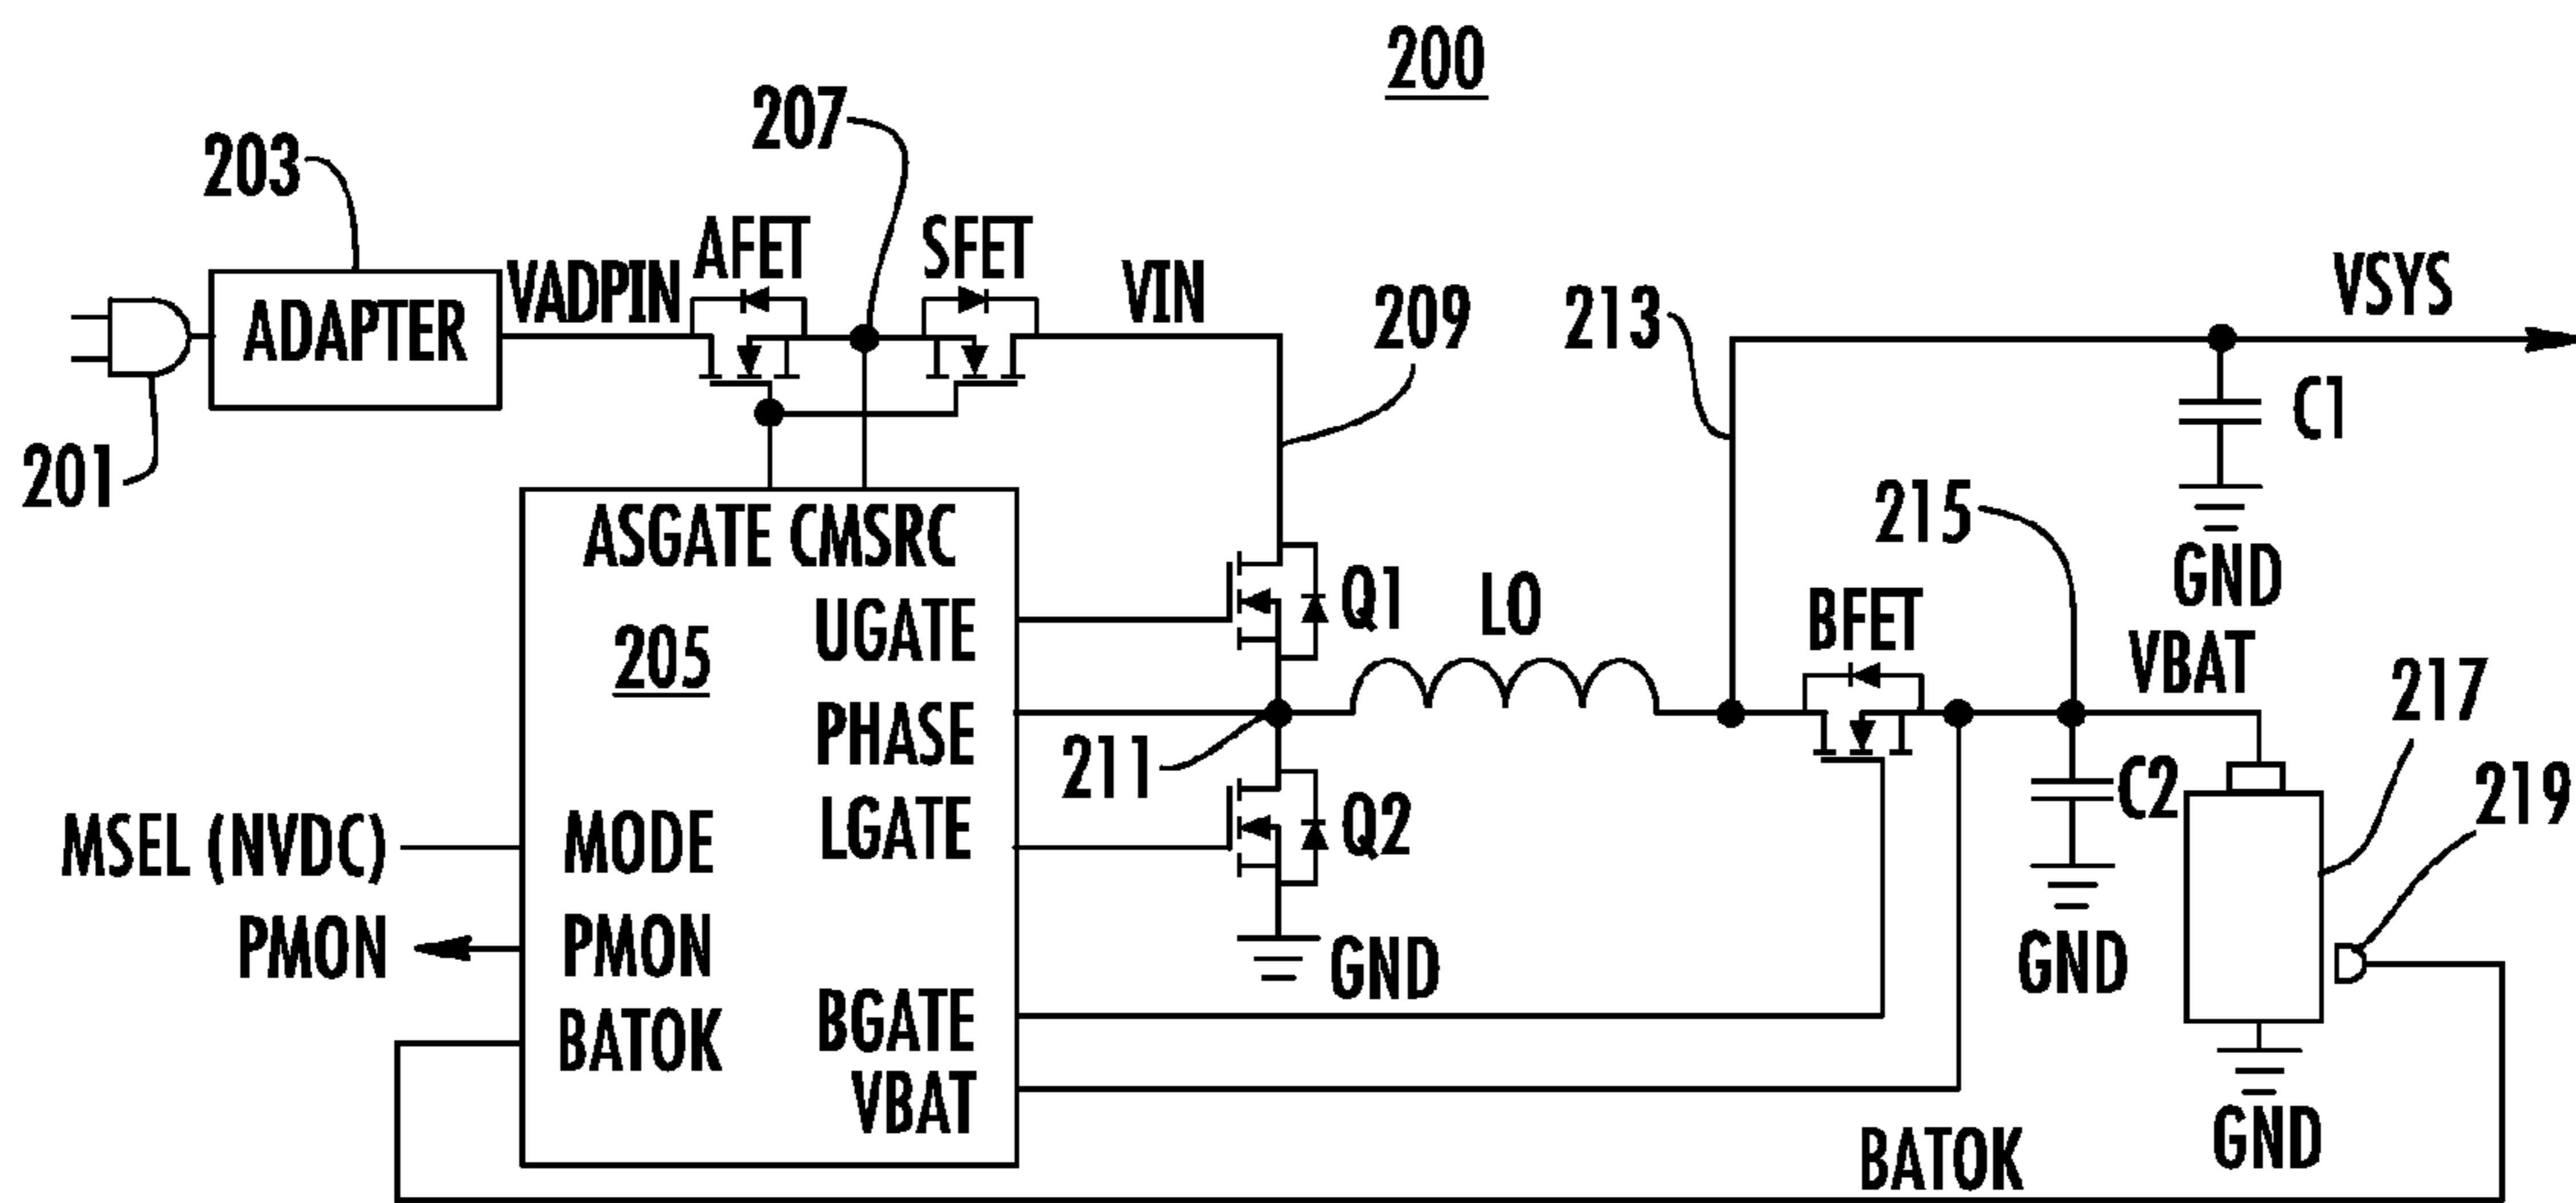 200
207
203
AFET
SFET
VADPIN
VIN
209
213
VSYS
ADAPTER
201
C1
GND
215
ASGATE CMSRC
205
UGATE
PHASE
LGATE
Q1
LO
BFET
VBAT
217
211
Q2
C2
219
MSEL (NVDC)
MODE
PMON
PMON
BATOK
BGATE
VBAT
GND
GND
GND
BATOK